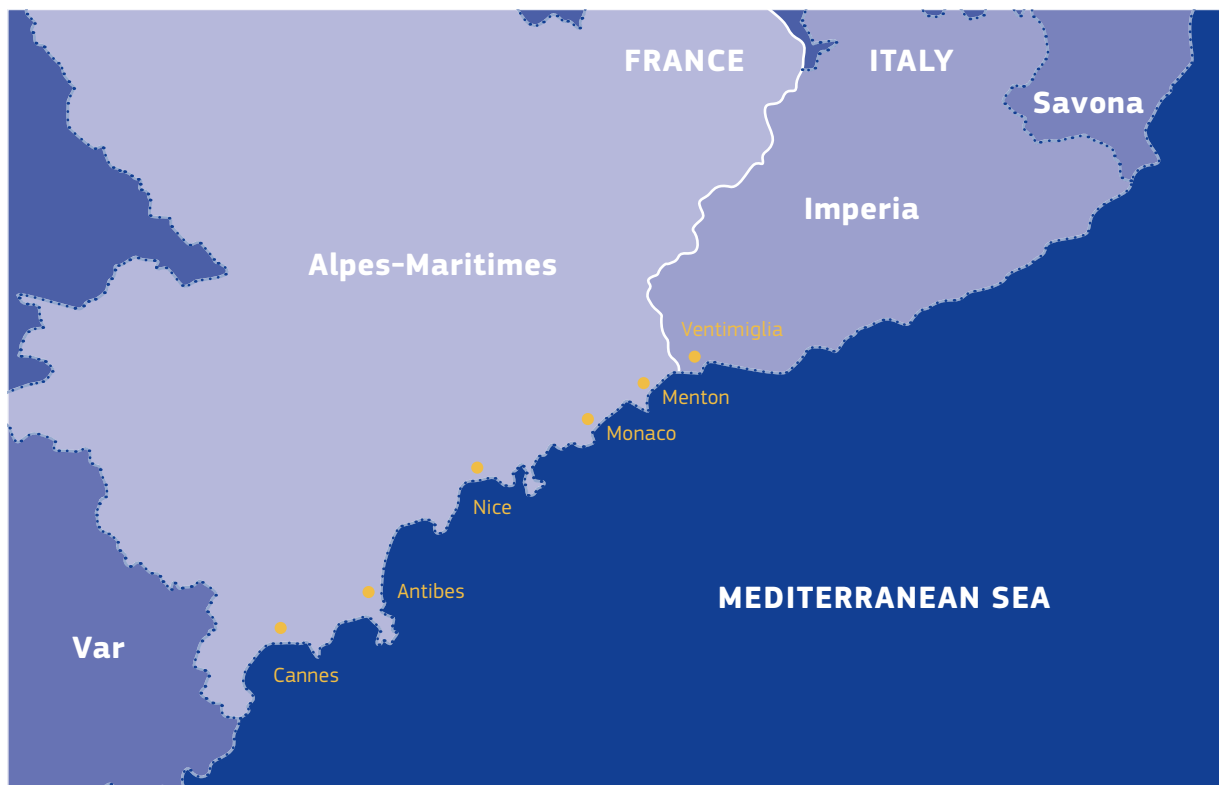 FRANCE
ITALY
Savona
Imperia
Alpes-Maritimes
Ventimiglia
Menton
Monaco
Nice
Antibes
MEDITERRANEAN SEA
Var
Cannes